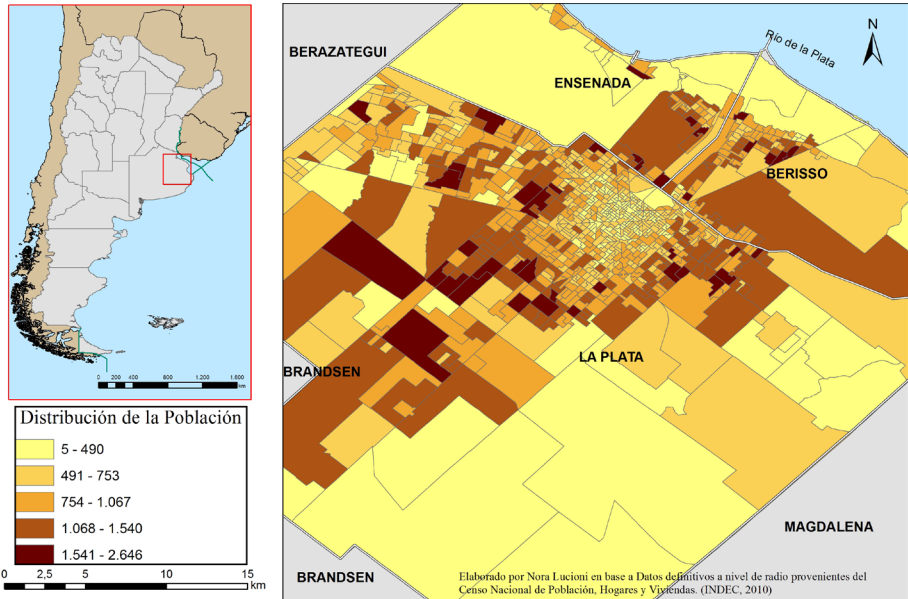 BERAZATEGUI
ENSENADA
Río de la Plata
N
BERISSO
LA PLATA
BRANDSEN
MAGDALENA
BRANDSEN
0 200 400 800 1.200 1.600
km
Distribución de la Población
5 - 490
491 - 753
754 - 1.067
1.068 - 1.540
1.541 - 2.646
0 2,5 5 10 15
km
Elaborado por Nora Lucioni en base a Datos definitivos a nivel de radio provenientes del
Censo Nacional de Población, Hogares y Viviendas. (INDEC, 2010)